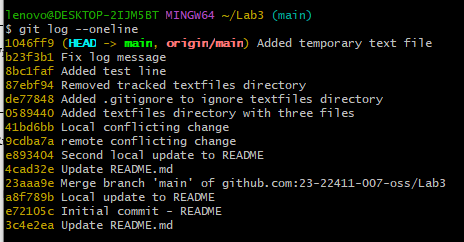 lenovo@DESKTOP-2IJM5BT MINGW64 ~/Lab3 (main)
$ git log --oneline
1046ff9 (HEAD -> main, origin/main) Added temporary text file
b23f3b1 Fix log message
8bc1faf Added test line
87ebf94 Removed tracked textfiles directory
de77848 Added .gitignore to ignore textfiles directory
0589440 Added textfiles directory with three files
41bd6bb Local conflicting change
9cdba7a remote conflicting change
e893404 Second local update to README
4cad32e Update README.md
23aaa9e Merge branch 'main' of github.com:23-22411-007-oss/Lab3
a8f789b Local update to README
e72105c Initial commit - README
3c4e2ea Update README.md